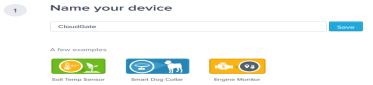 1
Name your device
CloudGate
Save
A few examples
Soil Temp Sensor
Smart Dog Collar
Engine Monitor